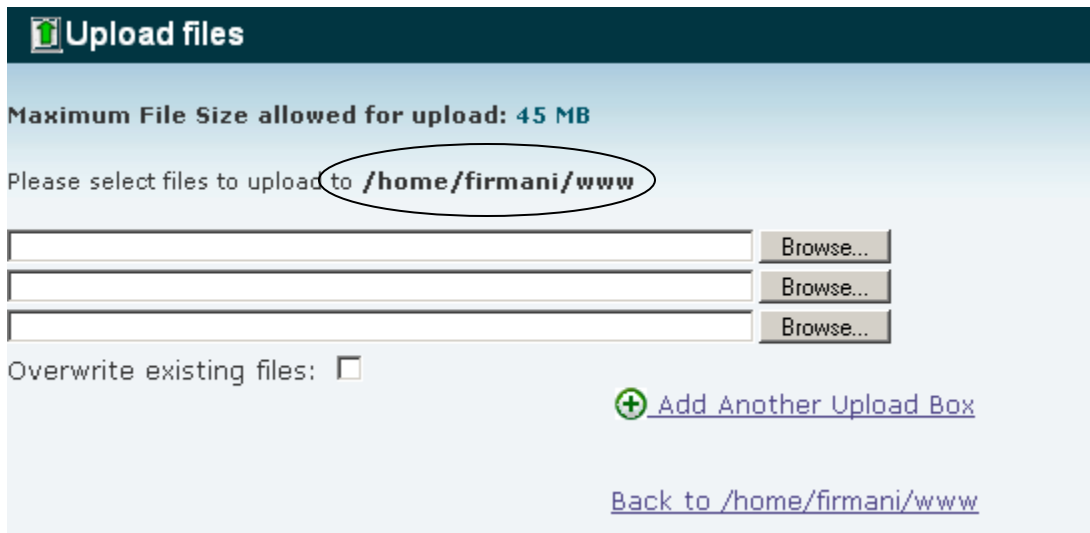 Upload files
Maximum File Size allowed for upload: 45 MB
Please select files to upload to /home/firmani/www
Browse...
Browse...
Browse...
Overwrite existing files:
Add Another Upload Box
Back to /home/firmani/www